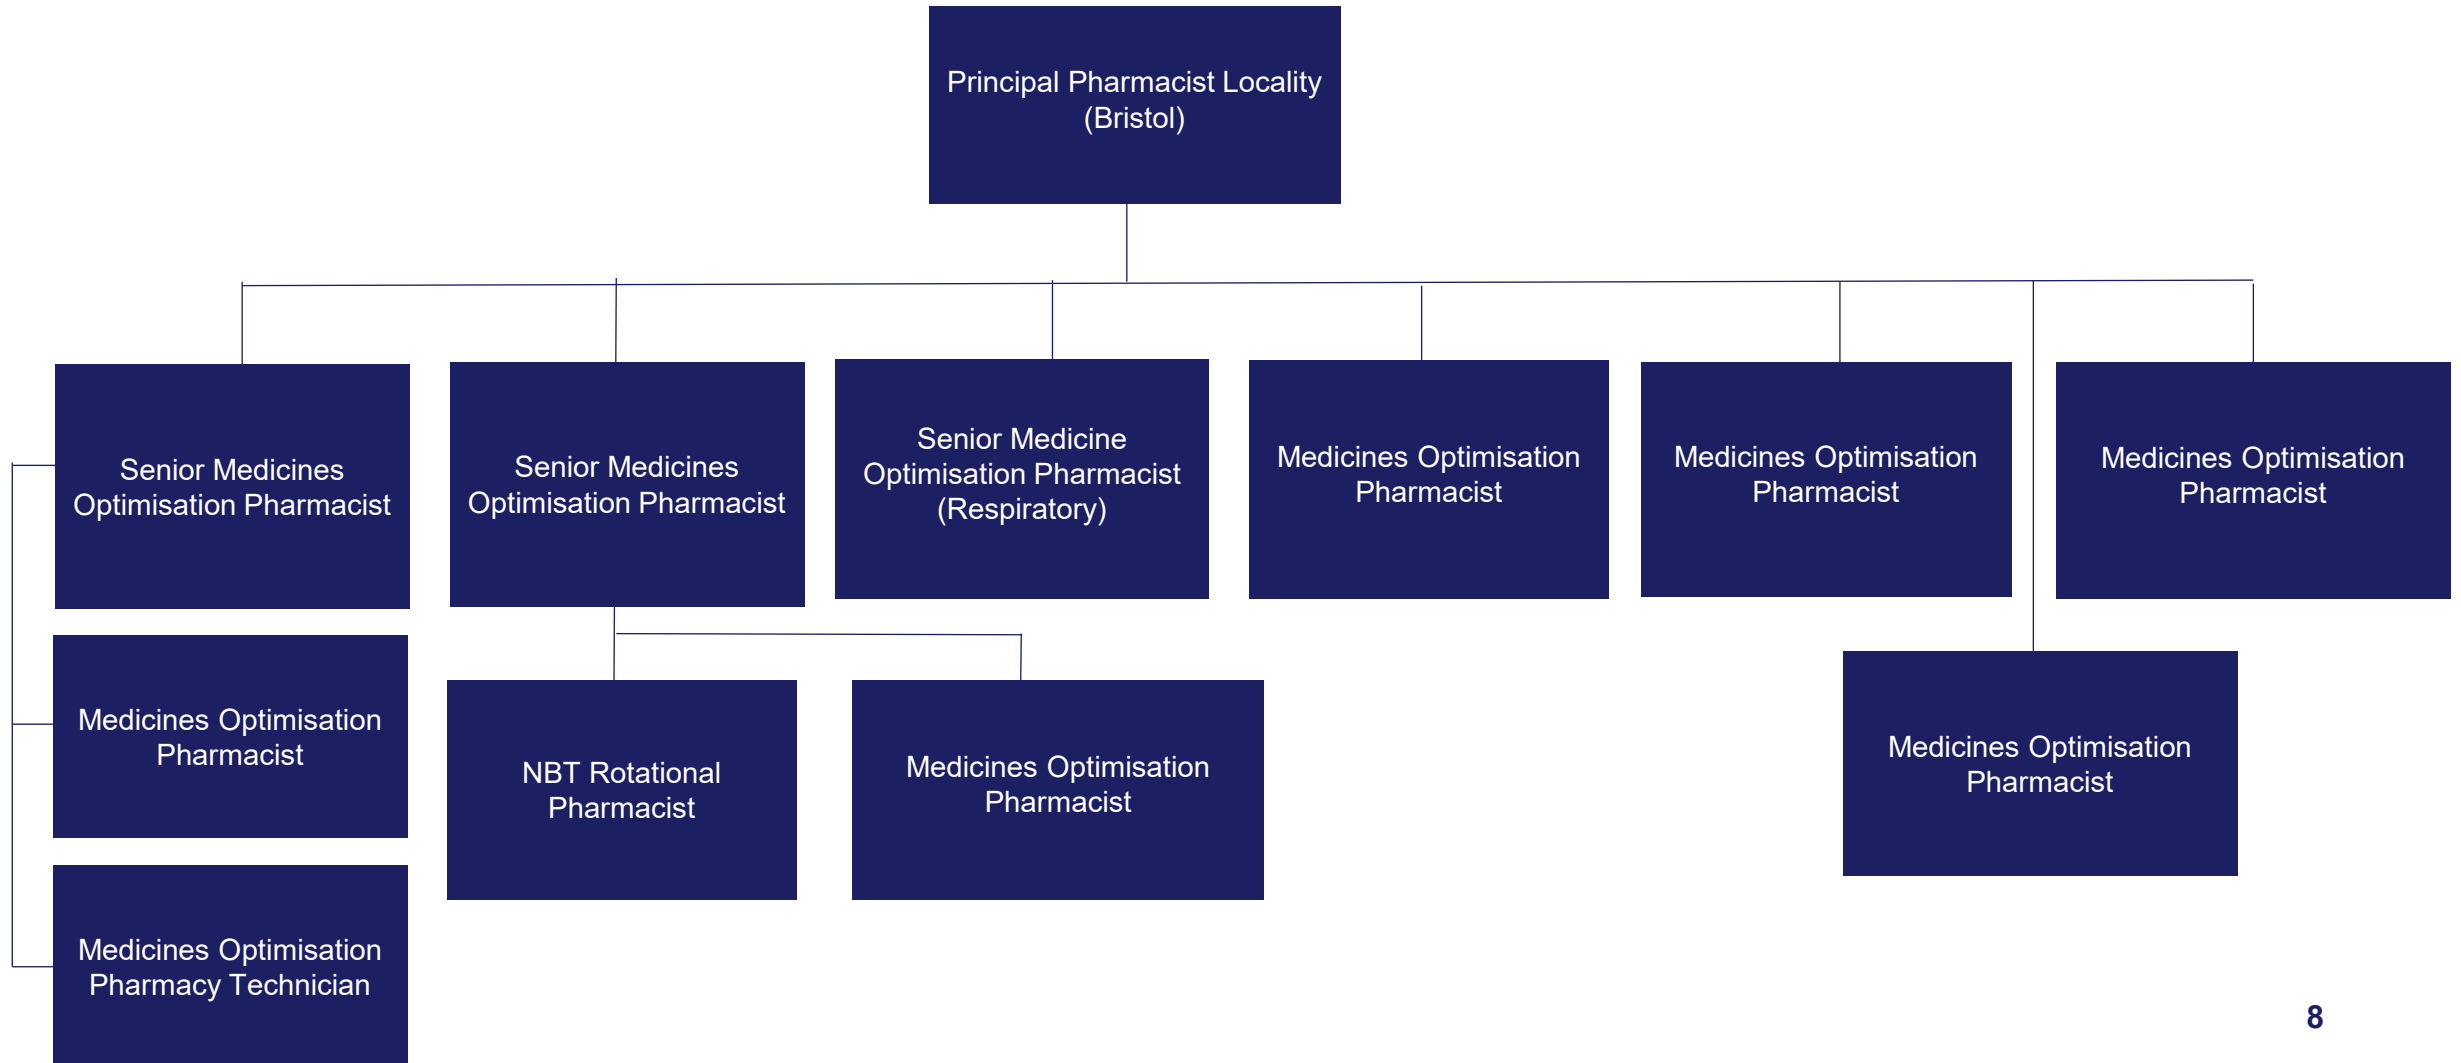 Principal Pharmacist Locality
(Bristol)
Senior Medicines
Optimisation Pharmacist
Senior Medicines
Optimisation Pharmacist
Senior Medicine
Optimisation Pharmacist
(Respiratory)
Medicines Optimisation
Pharmacist
Medicines Optimisation
Pharmacist
Medicines Optimisation
Pharmacist
Medicines Optimisation
Pharmacist
NBT Rotational
Pharmacist
Medicines Optimisation
Pharmacist
Medicines Optimisation
Pharmacist
Medicines Optimisation
Pharmacy Technician
8